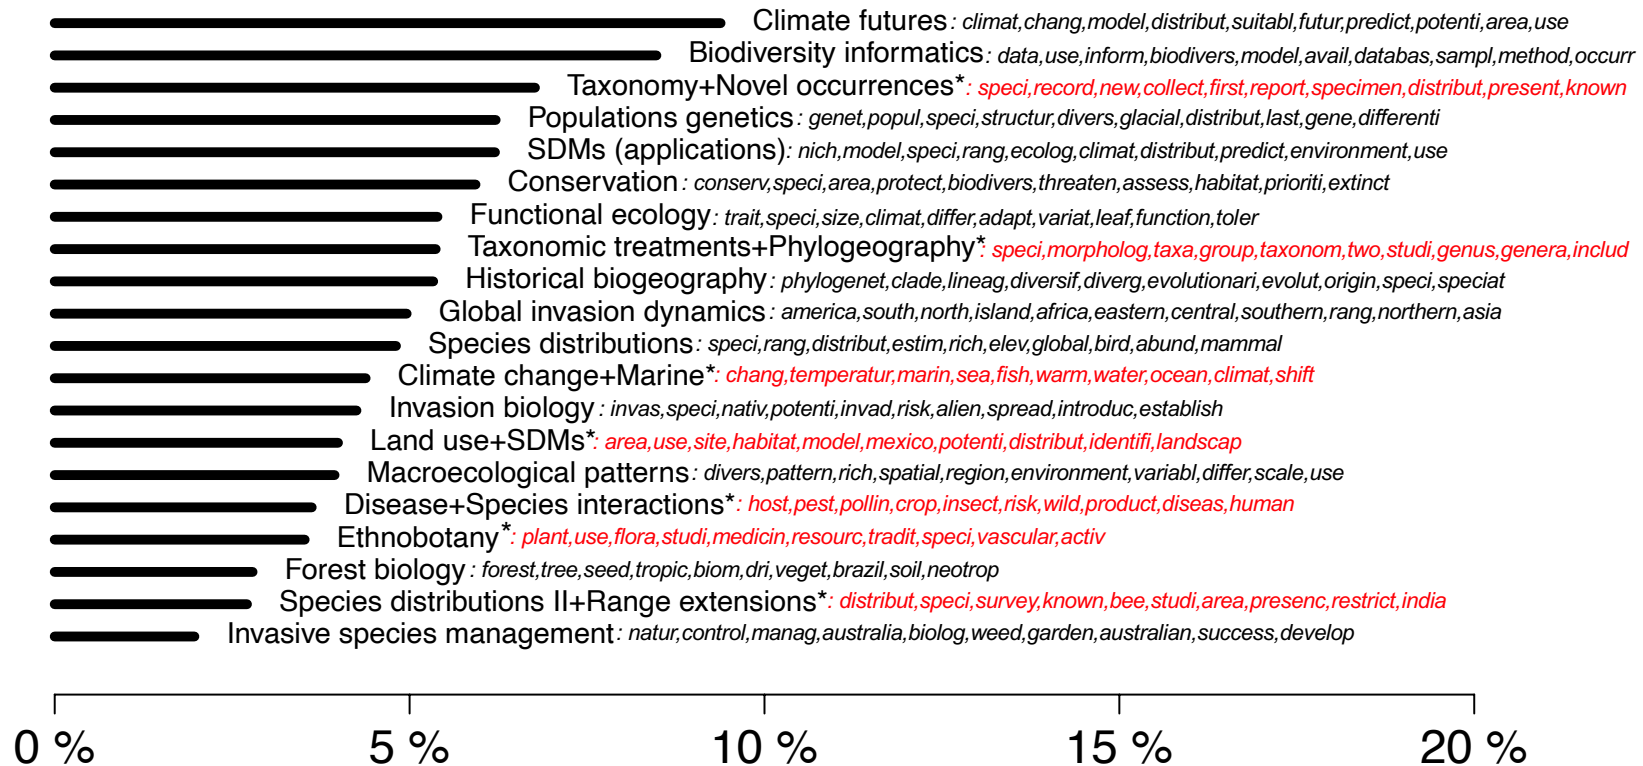 Climate futures: climat,chang,model,distribut,suitabl,futur,predict,potenti,area,use
Biodiversity informatics: data,use,inform,biodivers,model,avail,databas,sampl,method,occurr
Taxonomy+Novel occurrences*: speci,record,new,collect,first,report,specimen,distribut,present,known
Populations genetics: genet,popul,speci,structur,divers,glacial,distribut,last,gene,differenti
SDMs (applications): nich,model,speci,rang,ecolog,climat,distribut,predict,environment,use
Conservation: conserv,speci,area,protect,biodivers,threaten,assess,habitat,prioriti,extinct
Functional ecology: trait,speci,size,climat,differ,adapt,variat,leaf,function,toler
Taxonomic treatments+Phylogeography*: speci,morpholog,taxa,group,taxonom,two,studi,genus,genera,includ
Historical biogeography: phylogenet,clade,lineag,diversif,diverg,evolutionari,evolut,origin,speci,speciat
Global invasion dynamics: america,south,north,island,africa,eastern,central,southern,rang,northern,asia
Species distributions: speci,rang,distribut,estim,rich,elev,global,bird,abund,mammal
Climate change+Marine*: chang,temperatur,marin,sea,fish,warm,water,ocean,climat,shift
Invasion biology: invas,speci,nativ,potenti,invad,risk,alien,spread,introduc,establish
Land use+SDMs*: area,use,site,habitat,model,mexico,potenti,distribut,identifi,landscap
Macroecological patterns: divers,pattern,rich,spatial,region,environment,variabl,differ,scale,use
Disease+Species interactions*: host,pest,pollin,crop,insect,risk,wild,product,diseas,human
Ethnobotany*: plant,use,flora,studi,medicin,resourc,tradit,speci,vascular,activ
Forest biology: forest,tree,seed,tropic,biom,dri,veget,brazil,soil,neotrop
Species distributions II+Range extensions*: distribut,speci,survey,known,bee,studi,area,presenc,restrict,india
Invasive species management: natur,control,manag,australia,biolog,weed,garden,australian,success,develop
0 % 5 % 10 % 15 % 20 %